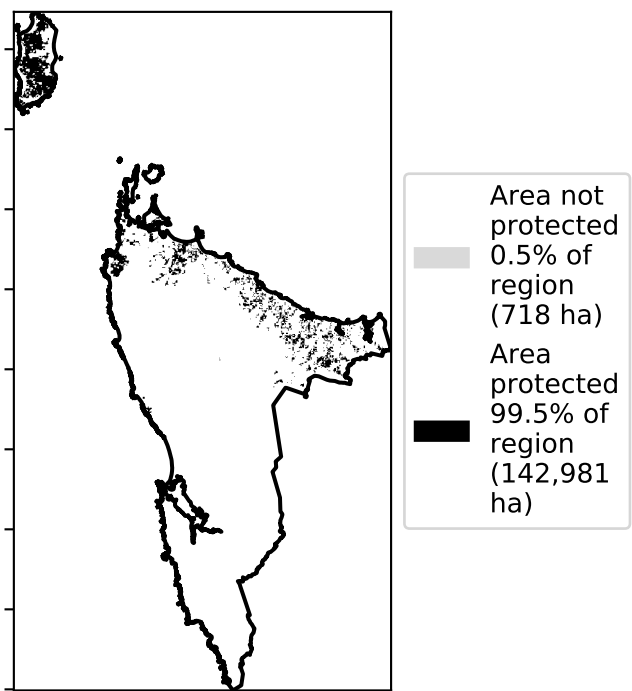 Area not
protected
0.5% of
region
(718 ha)
Area
protected
99.5% of
region
(142,981
ha)